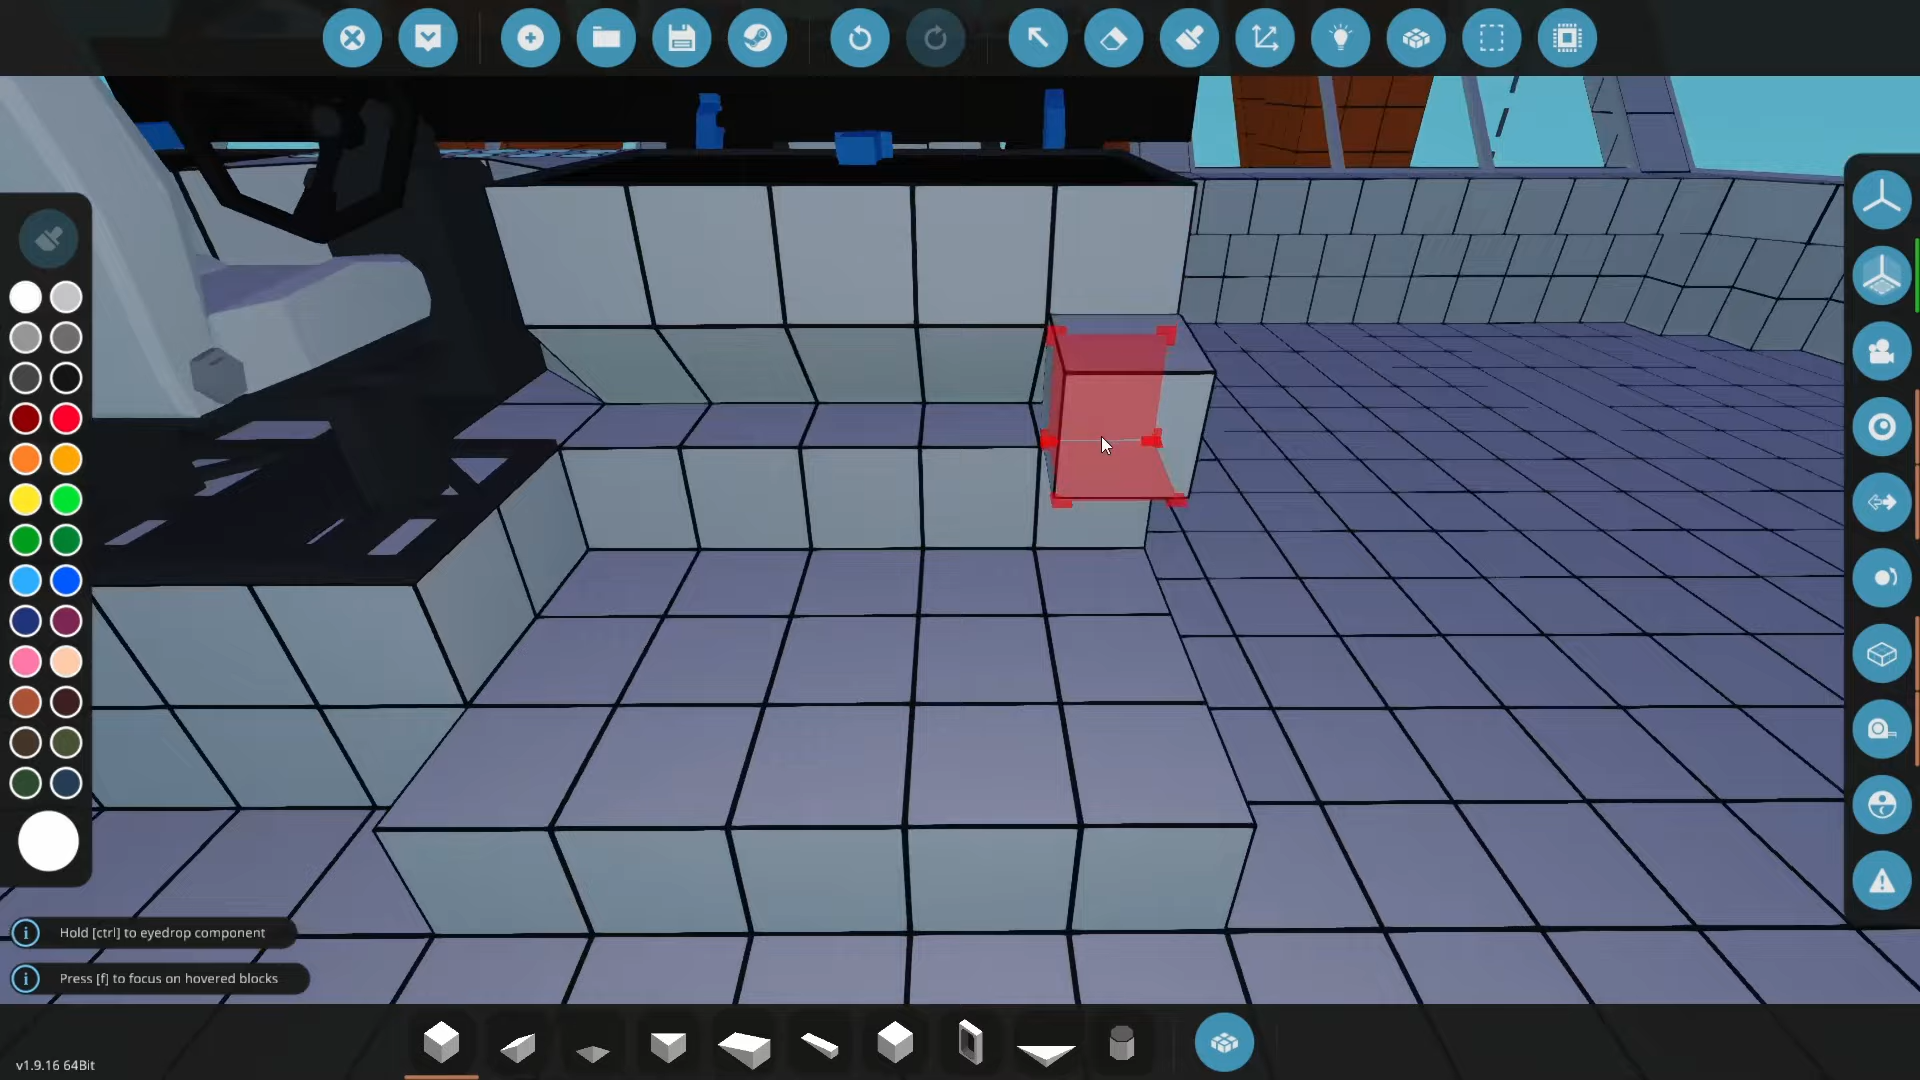 Hold [ctrl] to eyedrop component
Press [f] to focus on hovered blocks
v1.9.16 64Bit